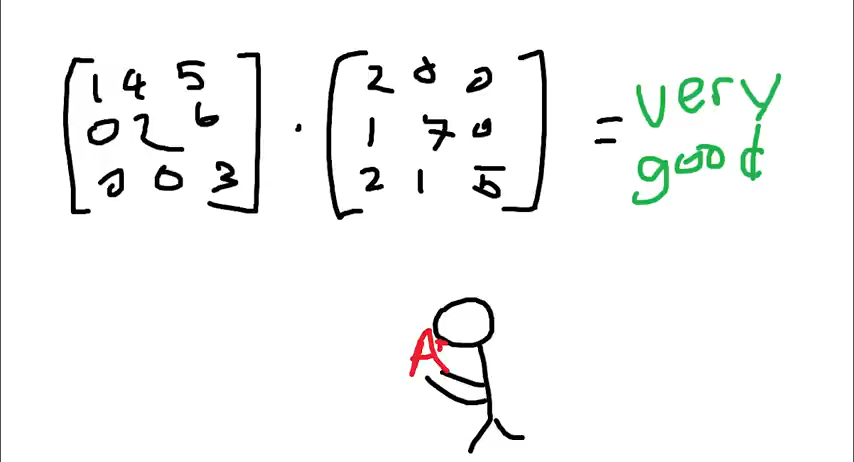 [1 4 5] · [2 0 0] = very
[0 2 6] [1 7 0] good
[0 0 3] [2 1 5]
A+